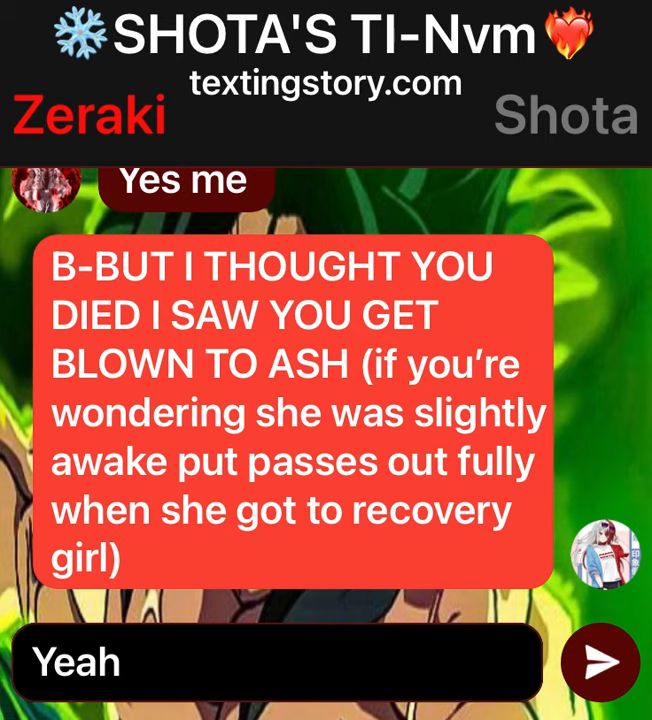 ❄️SHOTA'S TI-Nvm❤️‍🔥
textingstory.com
Zeraki
Shota
Yes me
B-BUT I THOUGHT YOU
DIED I SAW YOU GET
BLOWN TO ASH (if you’re
wondering she was slightly
awake put passes out fully
when she got to recovery
girl)
Yeah